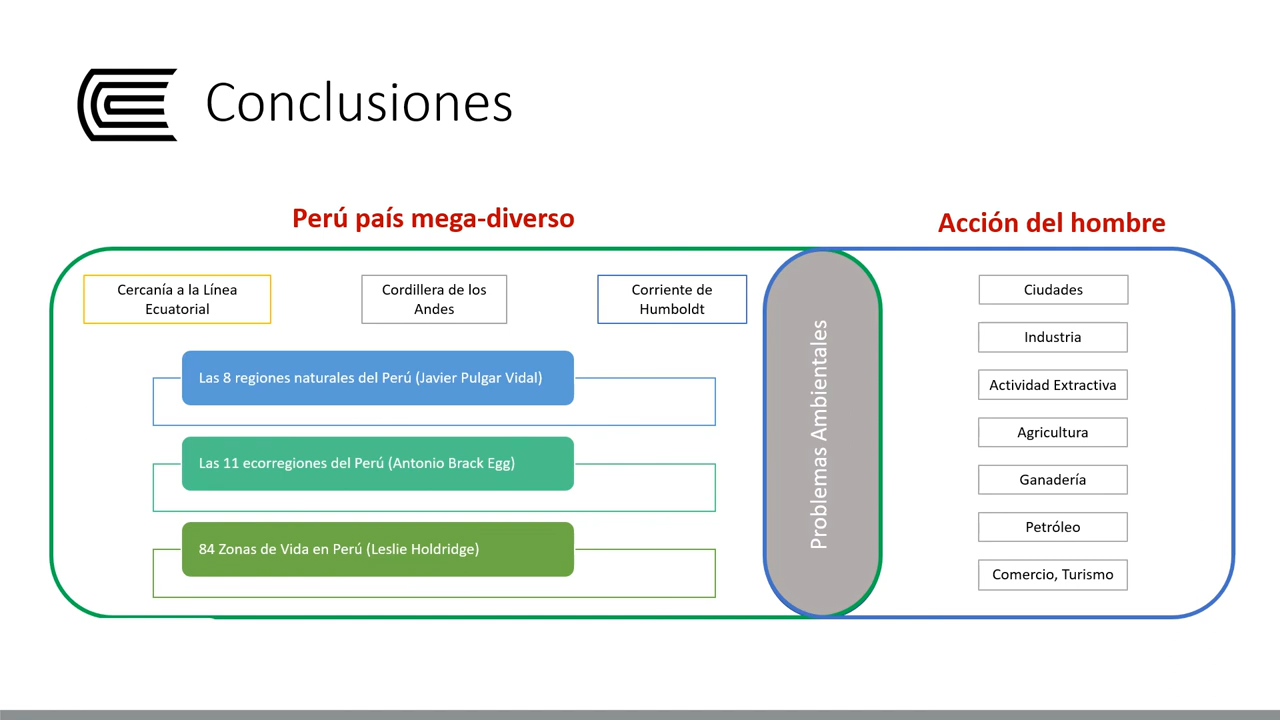 Conclusiones
Perú país mega-diverso
Acción del hombre
Cercanía a la Línea
Ecuatorial
Cordillera de los
Andes
Corriente de
Humboldt
Las 8 regiones naturales del Perú (Javier Pulgar Vidal)
Las 11 ecorregiones del Perú (Antonio Brack Egg)
84 Zonas de Vida en Perú (Leslie Holdridge)
Problemas Ambientales
Ciudades
Industria
Actividad Extractiva
Agricultura
Ganadería
Petróleo
Comercio, Turismo